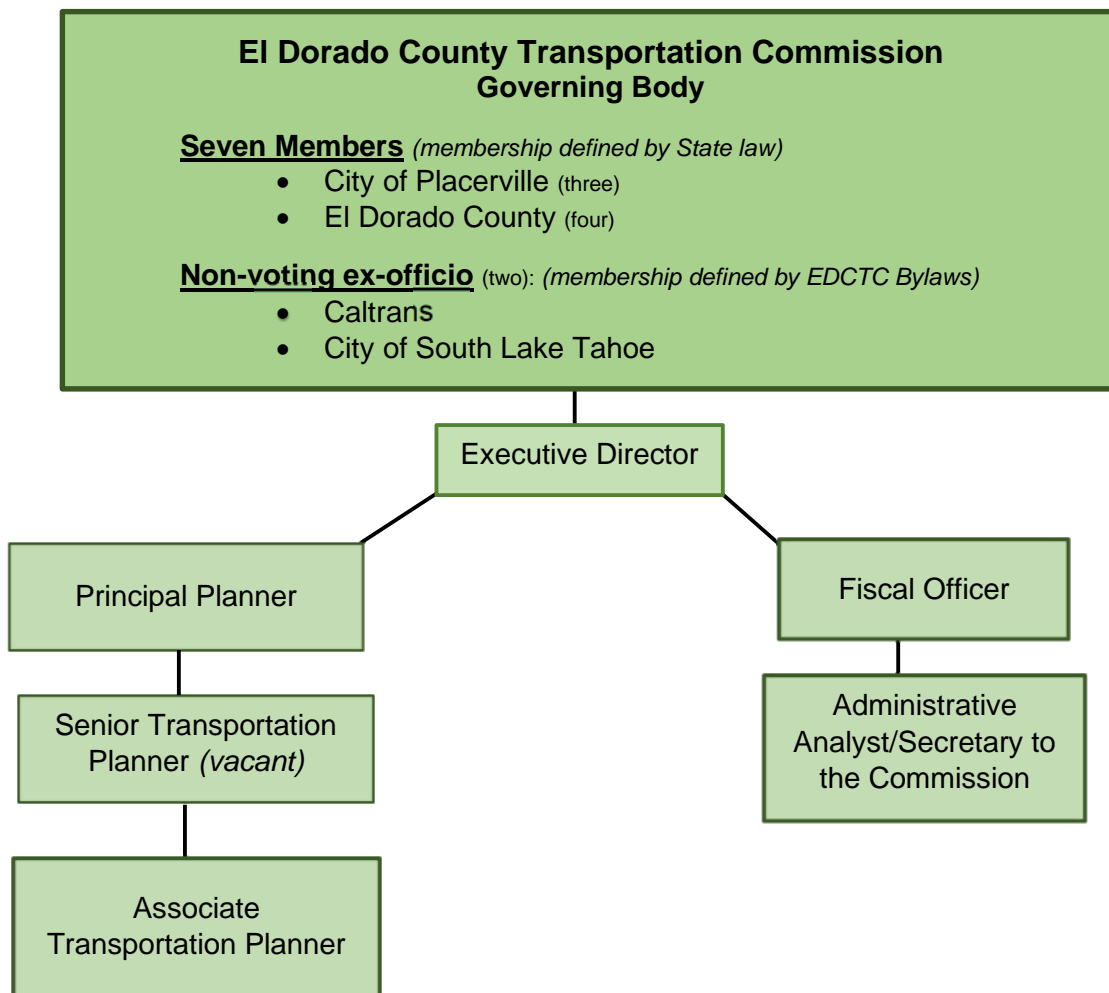 El Dorado County Transportation Commission
Governing Body
Seven Members (membership defined by State law)
• City of Placerville (three)
• El Dorado County (four)
Non-voting ex-officio (two): (membership defined by EDCTC Bylaws)
• Caltrans
• City of South Lake Tahoe
Executive Director
Principal Planner
Fiscal Officer
Senior Transportation
Planner (vacant)
Administrative
Analyst/Secretary to
the Commission
Associate
Transportation Planner